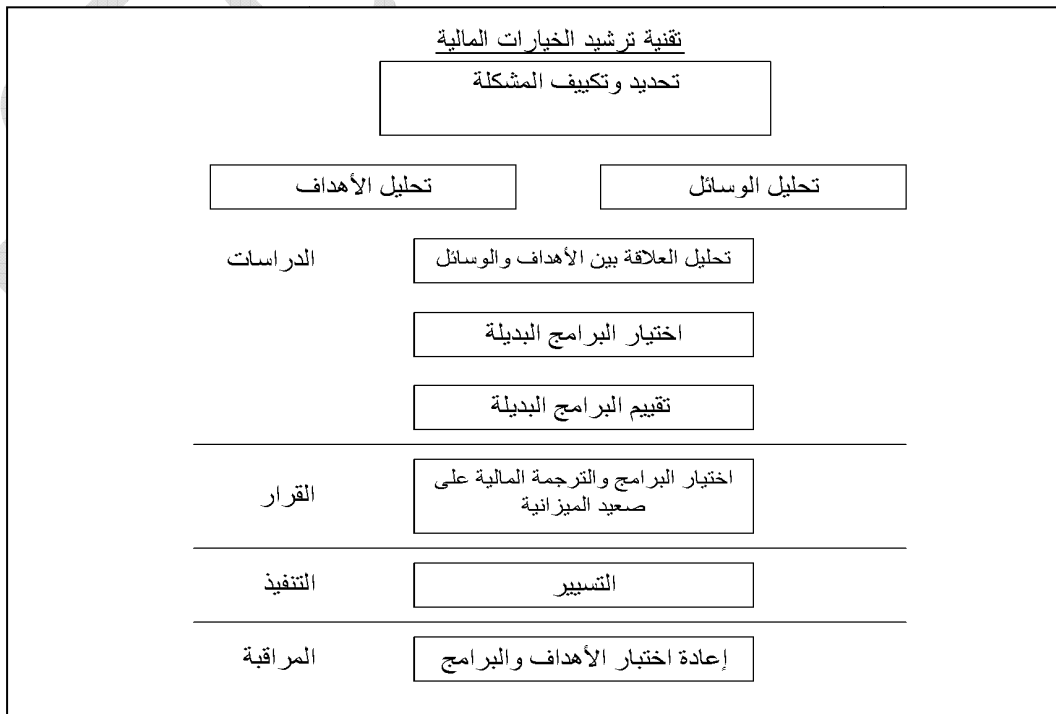 تقنية ترشيد الخيارات المالية
تحديد وتكييف المشكلة
تحليل الوسائل
تحليل الأهداف
تحليل العلاقة بين الأهداف والوسائل
الدراسات
اختيار البرامج البديلة
تقييم البرامج البديلة
اختيار البرامج والترجمة المالية على
صعيد الميزانية
القرار
التسيير
التنفيذ
إعادة اختبار الأهداف والبرامج
المراقبة